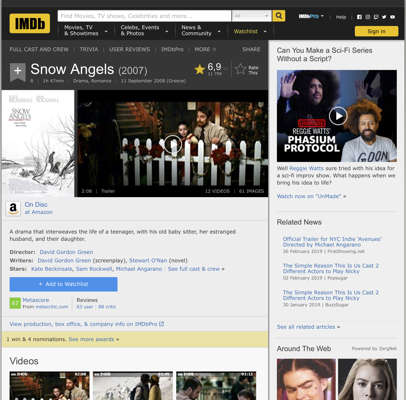 IMDb
Find Movies, TV shows, Celebrities and more...
All
Movies, TV
& Showtimes
Celebs, Events
& Photos
News &
Community
Watchlist
IMDbPro
Help
Sign in
FULL CAST AND CREW | TRIVIA | USER REVIEWS | IMDbPro | MORE
SHARE
Snow Angels (2007)
6,9
Rate
This
R | 1h 47min | Drama, Romance | 11 September 2008 (Greece)
SNOW
ANGELS
2:08 | Trailer
12 VIDEOS | 61 IMAGES
On Disc
at Amazon
A drama that interweaves the life of a teenager, with his old baby sitter, her estranged
husband, and their daughter.
Director: David Gordon Green
Writers: David Gordon Green (screenplay), Stewart O'Nan (novel)
Stars: Kate Beckinsale, Sam Rockwell, Michael Angarano | See full cast & crew »
+ Add to Watchlist
67
Metascore
From metacritic.com
Reviews
63 user | 98 critic
View production, box office, & company info on IMDbPro
1 win & 4 nominations. See more awards »
Videos
Can You Make a Sci-Fi Series
Without a Script?
REGGIE WATTS'
PHASIUM
PROTOCOL
Well Reggie Watts sure tried with his idea for
a sci-fi improv show. What happens when we
bring his idea to life?
Watch now on "UnMade" »
Related News
Official Trailer for NYC Indie 'Avenues'
Directed by Michael Angarano
26 February 2019 | FirstShowing.net
The Simple Reason This Is Us Cast 2
Different Actors to Play Nicky
02 February 2019 | Popsugar
The Simple Reason This Is Us Cast 2
Different Actors to Play Nicky
30 January 2019 | BuzzSugar
See all related articles »
Around The Web
Powered by ZergNet